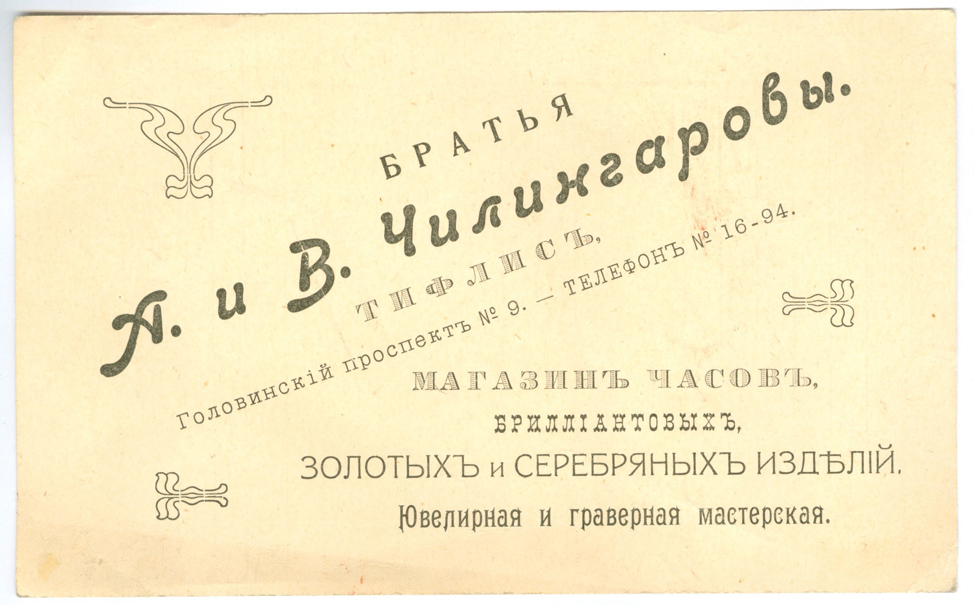 БРАТЬЯ
А. и В. Чилингаровы.
ТИФЛИСЪ,
Головинскій проспектъ № 9. — ТЕЛЕФОНЪ № 16-94.
МАГАЗИНЪ ЧАСОВЪ,
БРИЛЛІАНТОВЫХЪ,
ЗОЛОТЫХЪ и СЕРЕБРЯНЫХЪ ИЗДѢЛІЙ.
Ювелирная и граверная мастерская.